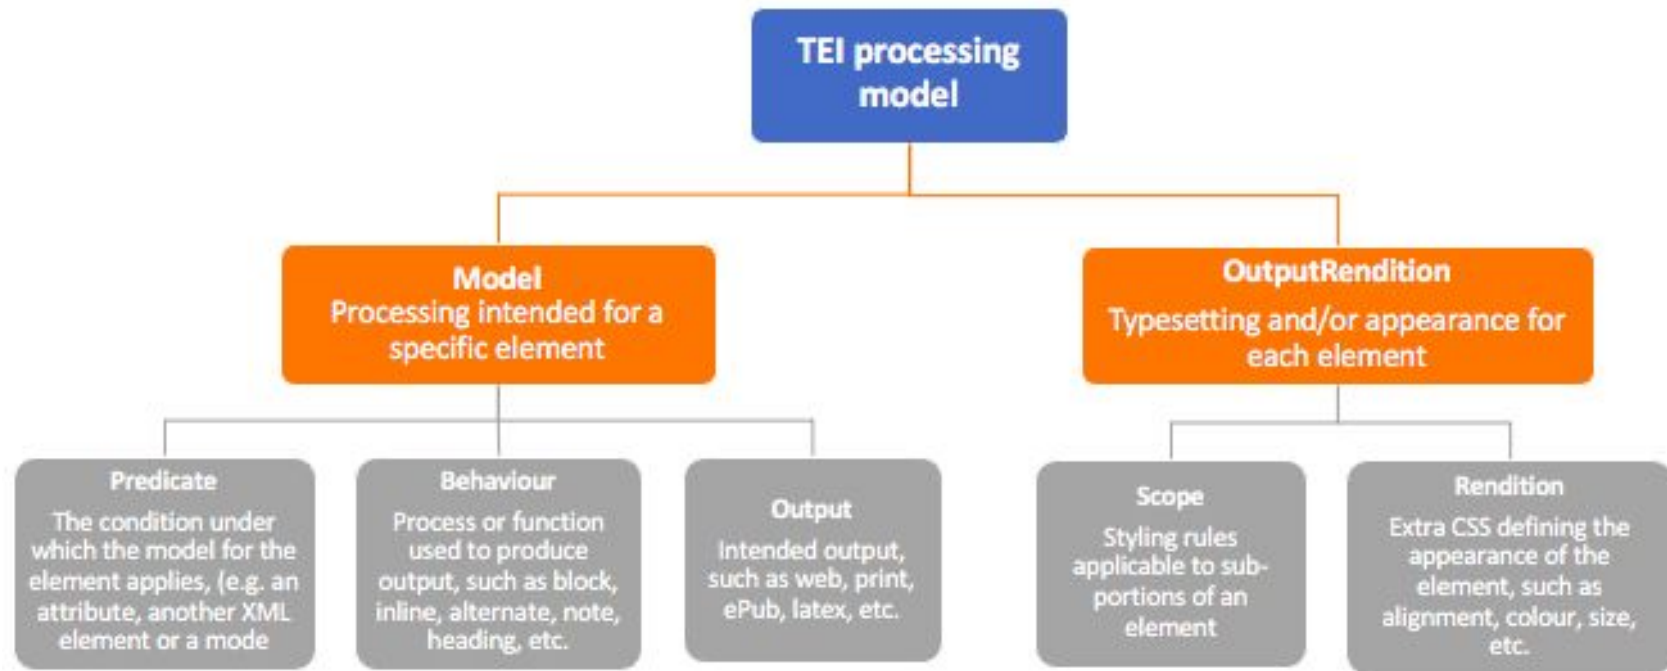 TEI processing
model
Model
Processing intended for a
specific element
OutputRendition
Typesetting and/or appearance for
each element
Predicate
The condition under
which the model for the
element applies, (e.g. an
attribute, another XML
element or a mode
Behaviour
Process or function
used to produce
output, such as block,
inline, alternate, note,
heading, etc.
Output
Intended output,
such as web, print,
ePub, latex, etc.
Scope
Styling rules
applicable to sub-
portions of an
element
Rendition
Extra CSS defining the
appearance of the
element, such as
alignment, colour, size,
etc.